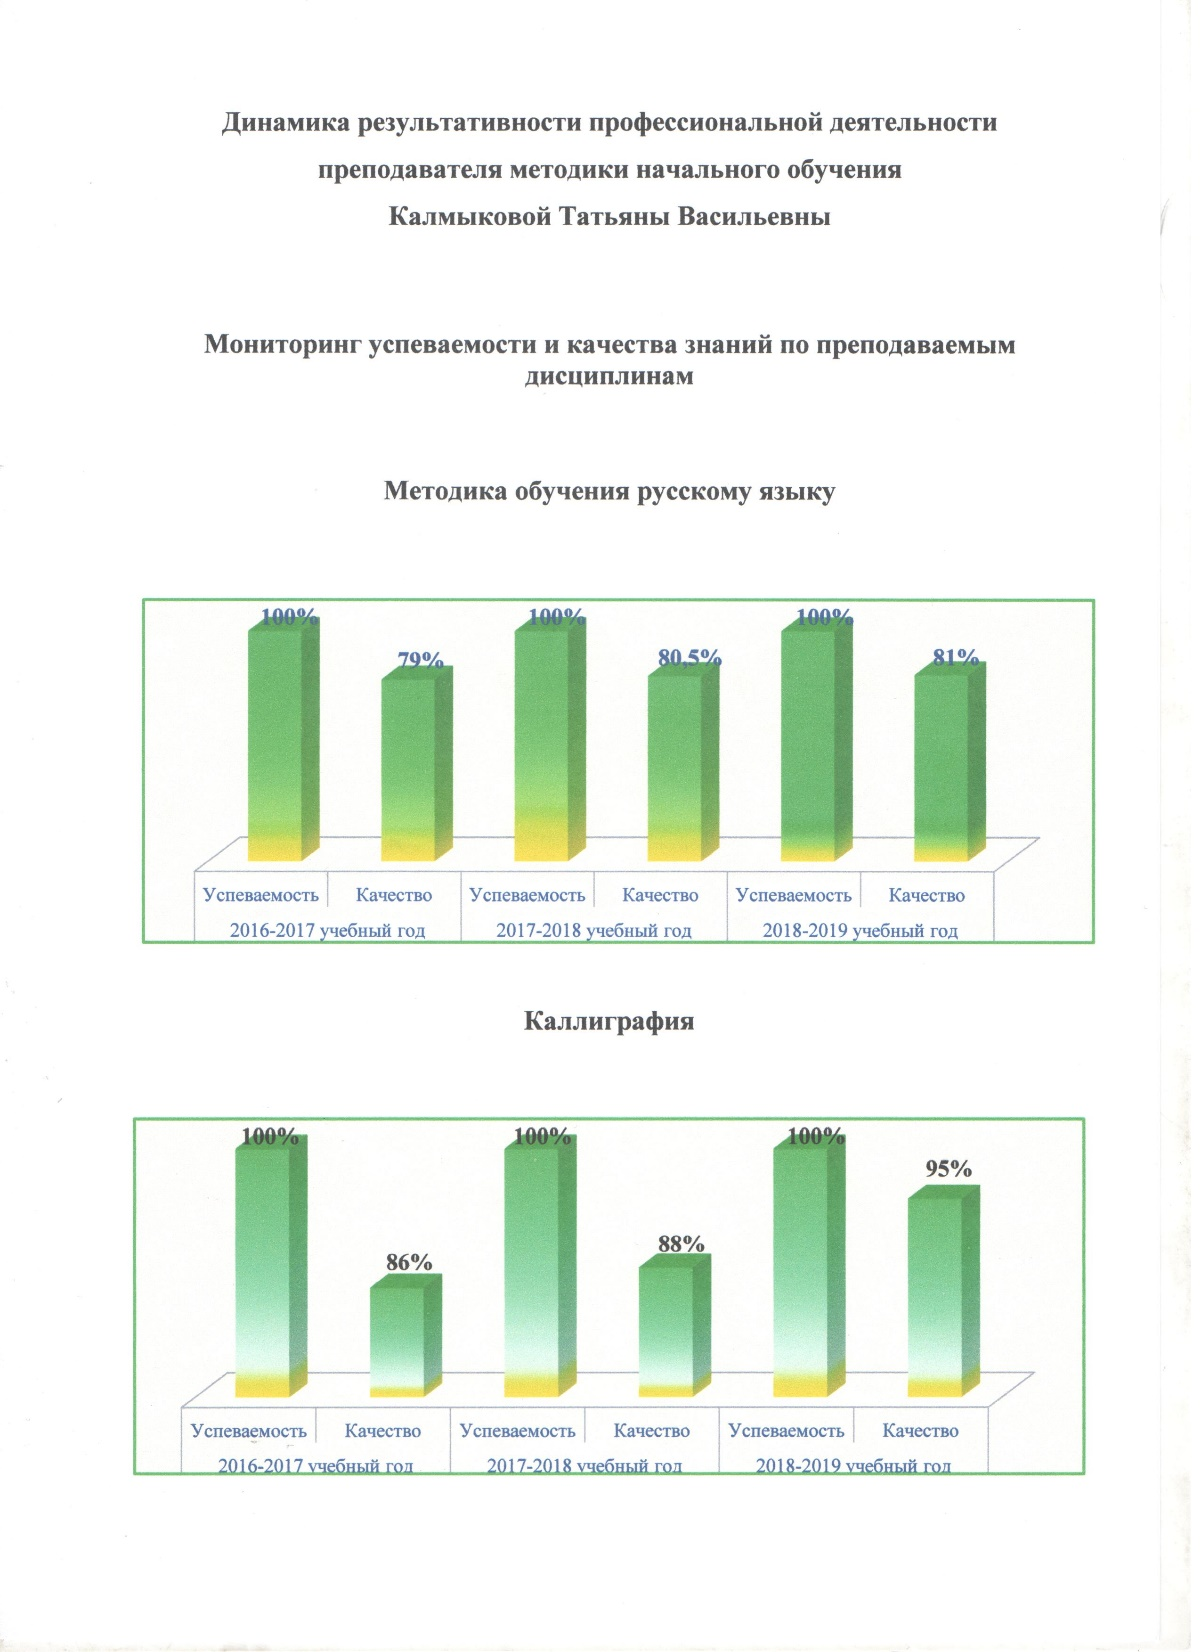 Динамика результативности профессиональной деятельности
преподавателя методики начального обучения
Калмыковой Татьяны Васильевны
Мониторинг успеваемости и качества знаний по преподаваемым
дисциплинам
Методика обучения русскому языку
100% 79% 100% 80,5% 100% 81%
Успеваемость Качество Успеваемость Качество Успеваемость Качество
2016-2017 учебный год 2017-2018 учебный год 2018-2019 учебный год
Каллиграфия
100% 86% 100% 88% 100% 95%
Успеваемость Качество Успеваемость Качество Успеваемость Качество
2016-2017 учебный год 2017-2018 учебный год 2018-2019 учебный год